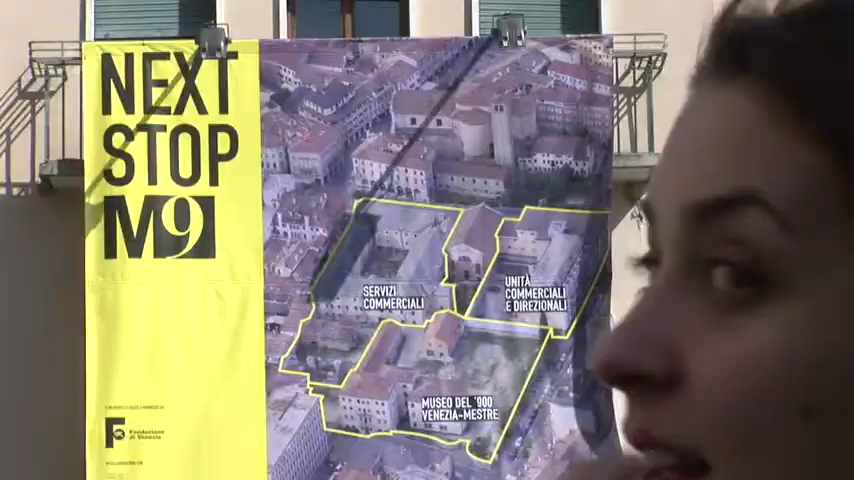 NEXT
STOP
M9
SERVIZI
COMMERCIALI
UNITÀ
COMMERCIALI
E DIREZIONALI
MUSEO DEL '900
VENEZIA-MESTRE
F
Fondazione
di Venezia